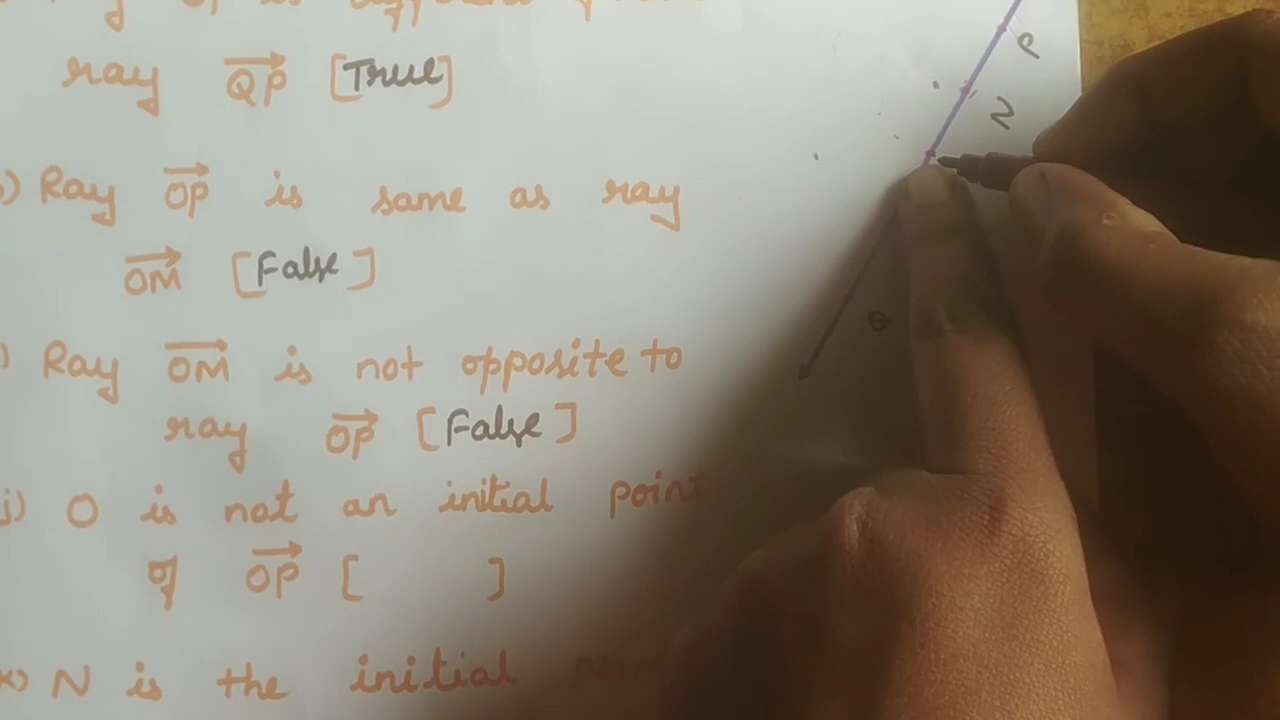 ray QP [True]
Ray OP is same as ray
OM [False]
Ray OM is not opposite to
ray OP [False]
j) O is not an initial point
of OP [ ]
k) N is the initial point
P
N
Q